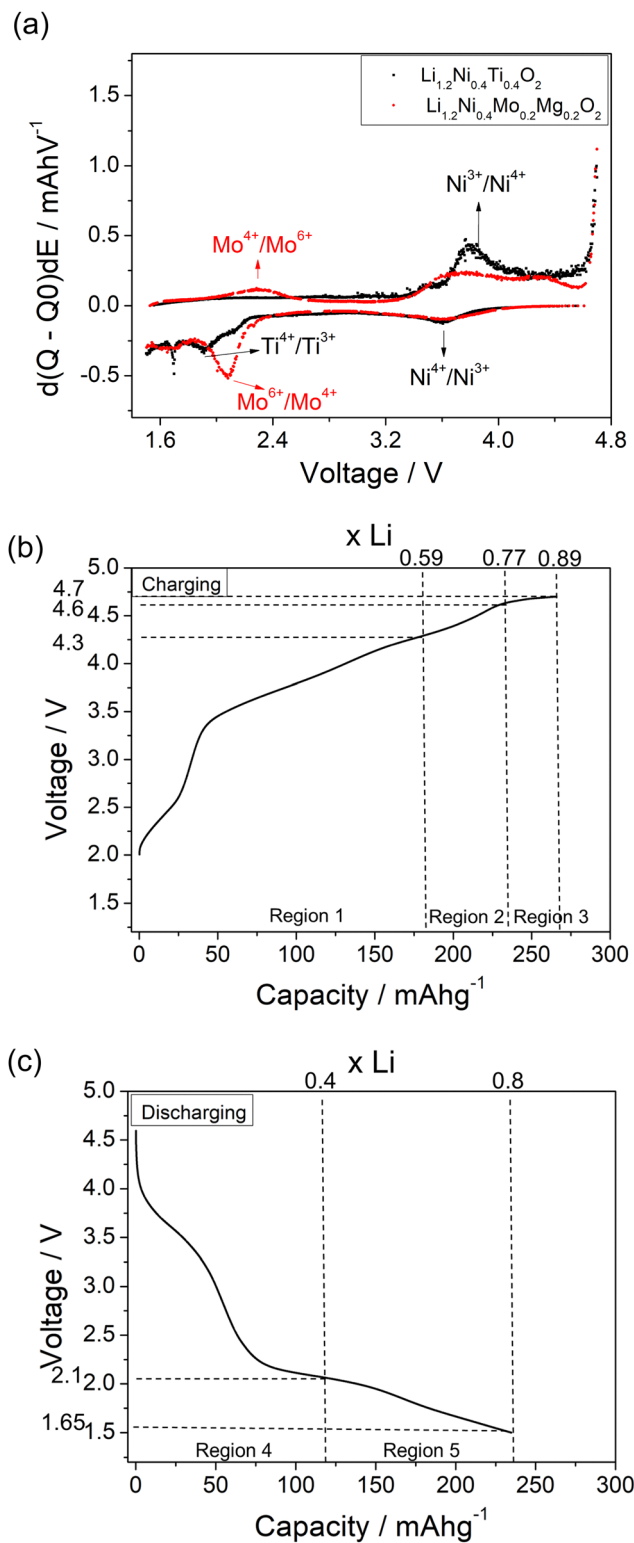 (a)
d(Q - Q0)dE / mAhV⁻¹
1.5
1.0
0.5
0.0
-0.5
Li₁.₂Ni₀.₄Ti₀.₄O₂
Li₁.₂Ni₀.₄Mo₀.₂Mg₀.₂O₂
Ni³⁺/Ni⁴⁺
Mo⁴⁺/Mo⁶⁺
Ti⁴⁺/Ti³⁺
Ni⁴⁺/Ni³⁺
Mo⁶⁺/Mo⁴⁺
1.6 2.4 3.2 4.0 4.8
Voltage / V
(b)
x Li
0.59 0.77 0.89
Charging
Voltage / V
5.0
4.7
4.6
4.5
4.3
4.0
3.5
3.0
2.5
2.0
1.5
Region 1 Region 2 Region 3
0 50 100 150 200 250 300
Capacity / mAhg⁻¹
(c)
x Li
0.4 0.8
Discharging
Voltage / V
5.0
4.5
4.0
3.5
3.0
2.5
2.1
2.0
1.65
1.5
Region 4 Region 5
0 50 100 150 200 250 300
Capacity / mAhg⁻¹